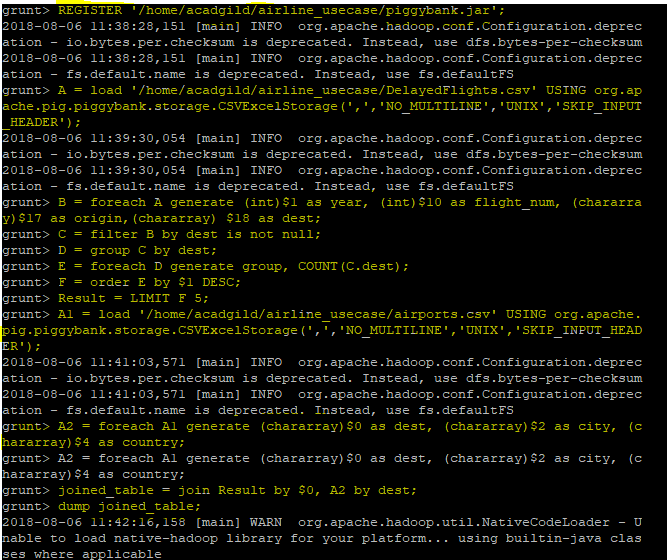 grunt> REGISTER '/home/acadgild/airline_usecase/piggybank.jar';
2018-08-06 11:38:28,151 [main] INFO  org.apache.hadoop.conf.Configuration.deprec
ation - io.bytes.per.checksum is deprecated. Instead, use dfs.bytes-per-checksum
2018-08-06 11:38:28,151 [main] INFO  org.apache.hadoop.conf.Configuration.deprec
ation - fs.default.name is deprecated. Instead, use fs.defaultFS
grunt> A = load '/home/acadgild/airline_usecase/DelayedFlights.csv' USING org.ap
ache.pig.piggybank.storage.CSVExcelStorage(',','NO_MULTILINE','UNIX','SKIP_INPUT
_HEADER');
2018-08-06 11:39:30,054 [main] INFO  org.apache.hadoop.conf.Configuration.deprec
ation - io.bytes.per.checksum is deprecated. Instead, use dfs.bytes-per-checksum
2018-08-06 11:39:30,054 [main] INFO  org.apache.hadoop.conf.Configuration.deprec
ation - fs.default.name is deprecated. Instead, use fs.defaultFS
grunt> B = foreach A generate (int)$1 as year, (int)$10 as flight_num, (chararra
y)$17 as origin,(chararray) $18 as dest;
grunt> C = filter B by dest is not null;
grunt> D = group C by dest;
grunt> E = foreach D generate group, COUNT(C.dest);
grunt> F = order E by $1 DESC;
grunt> Result = LIMIT F 5;
grunt> A1 = load '/home/acadgild/airline_usecase/airports.csv' USING org.apache.
pig.piggybank.storage.CSVExcelStorage(',','NO_MULTILINE','UNIX','SKIP_INPUT_HEAD
ER');
2018-08-06 11:41:03,571 [main] INFO  org.apache.hadoop.conf.Configuration.deprec
ation - io.bytes.per.checksum is deprecated. Instead, use dfs.bytes-per-checksum
2018-08-06 11:41:03,571 [main] INFO  org.apache.hadoop.conf.Configuration.deprec
ation - fs.default.name is deprecated. Instead, use fs.defaultFS
grunt> A2 = foreach A1 generate (chararray)$0 as dest, (chararray)$2 as city, (c
hararray)$4 as country;
grunt> A2 = foreach A1 generate (chararray)$0 as dest, (chararray)$2 as city, (c
hararray)$4 as country;
grunt> joined_table = join Result by $0, A2 by dest;
grunt> dump joined_table;
2018-08-06 11:42:16,158 [main] WARN  org.apache.hadoop.util.NativeCodeLoader - U
nable to load native-hadoop library for your platform... using builtin-java clas
ses where applicable